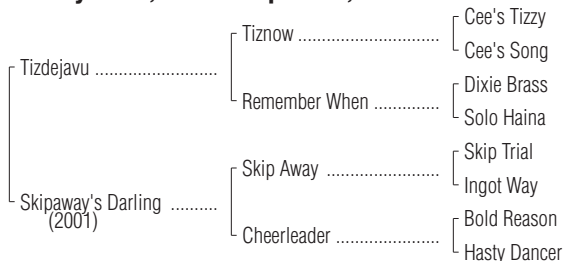 Tizdejavu ........................
Skipaway's Darling ..........
(2001)
Tiznow ...........................
Remember When ..............
Skip Away ......................
Cheerleader .....................
Cee's Tizzy
Cee's Song
Dixie Brass
Solo Haina
Skip Trial
Ingot Way
Bold Reason
Hasty Dancer